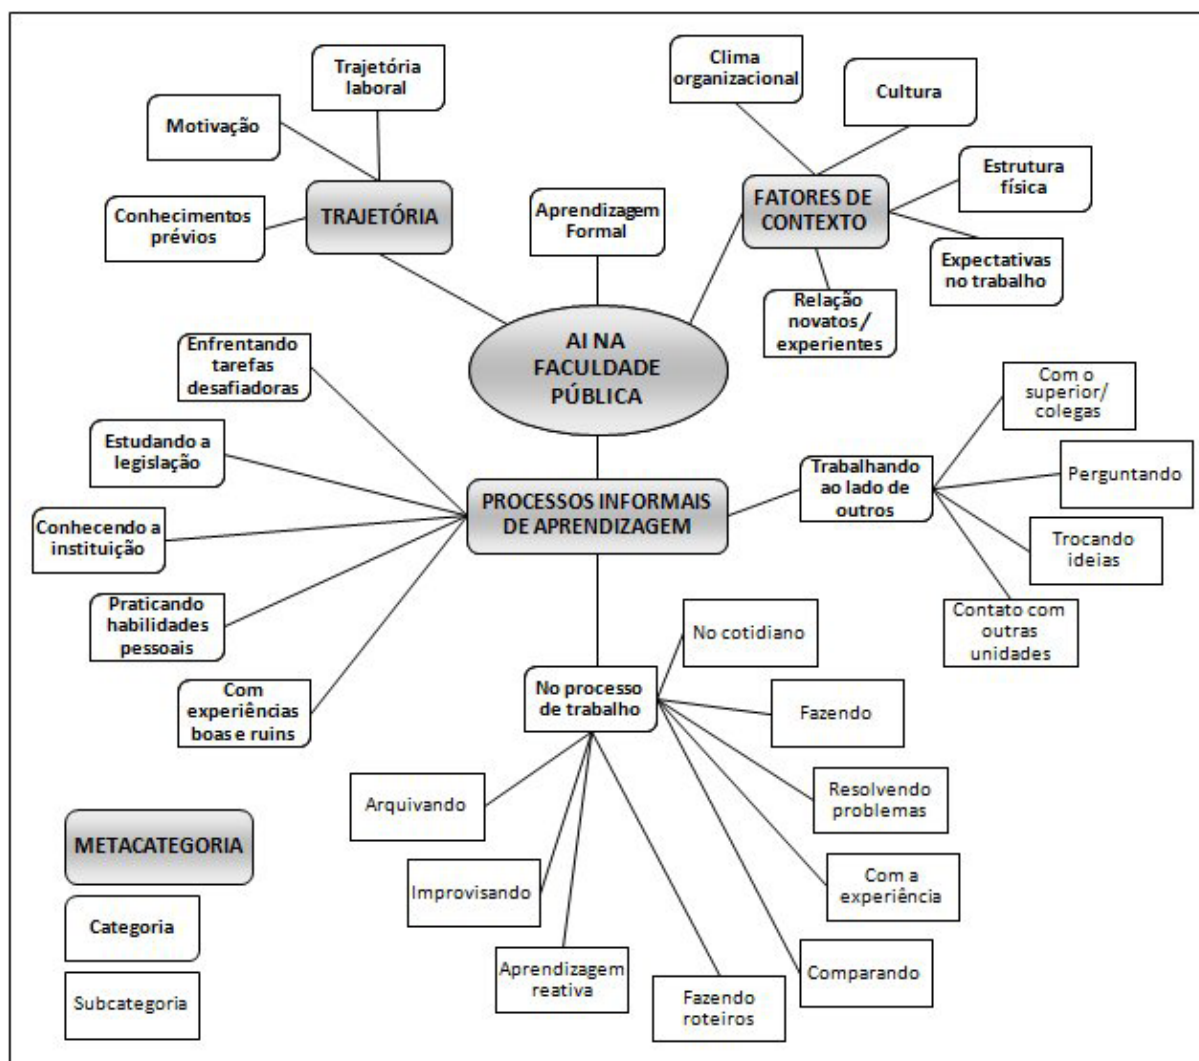 Trajetória
laboral
Motivação
Conhecimentos
prévios
TRAJETÓRIA
Aprendizagem
Formal
Clima
organizacional
Cultura
Estrutura
física
FATORES DE
CONTEXTO
Expectativas
no trabalho
Relação
novatos /
experientes
AI NA
FACULDADE
PÚBLICA
Enfrentando
tarefas
desafiadoras
Estudando a
legislação
Conhecendo a
instituição
Praticando
habilidades
pessoais
Com
experiências
boas e ruins
PROCESSOS INFORMAIS
DE APRENDIZAGEM
Trabalhando
ao lado de
outros
Com o
superior/
colegas
Perguntando
Trocando
ideias
Contato com
outras
unidades
No processo
de trabalho
No cotidiano
Fazendo
Resolvendo
problemas
Com a
experiência
Comparando
Fazendo
roteiros
Aprendizagem
reativa
Improvisando
Arquivando
METACATEGORIA
Categoria
Subcategoria